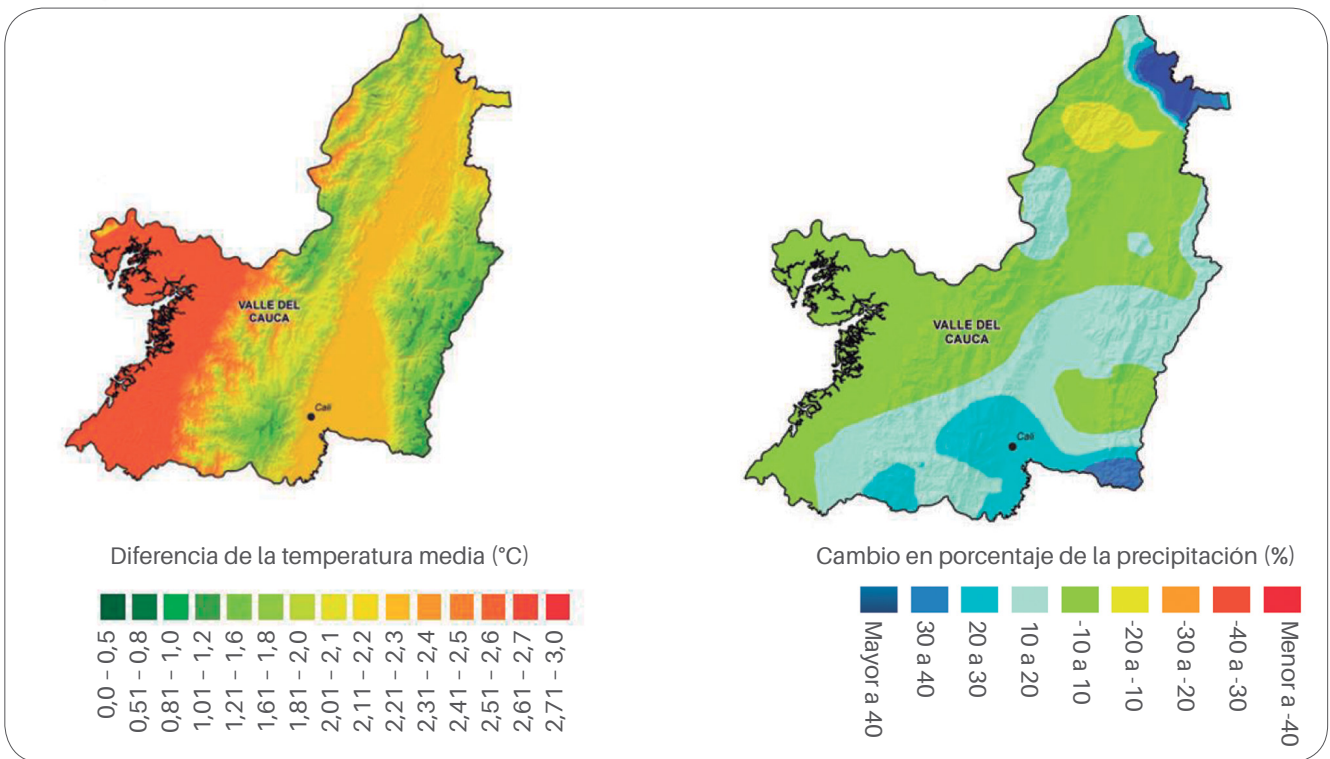 VALLE DEL
CAUCA
Cali
Diferencia de la temperatura media (°C)
0,0 – 0,5
0,51 – 0,8
0,81 – 1,0
1,01 – 1,2
1,21 – 1,6
1,61 – 1,8
1,81 – 2,0
2,01 – 2,1
2,11 – 2,2
2,21 – 2,3
2,31 – 2,4
2,41 – 2,5
2,51 – 2,6
2,61 – 2,7
2,71 – 3,0
VALLE DEL
CAUCA
Cali
Cambio en porcentaje de la precipitación (%)
Mayor a 40
30 a 40
20 a 30
10 a 20
-10 a 10
-20 a -10
-30 a -20
-40 a -30
Menor a -40